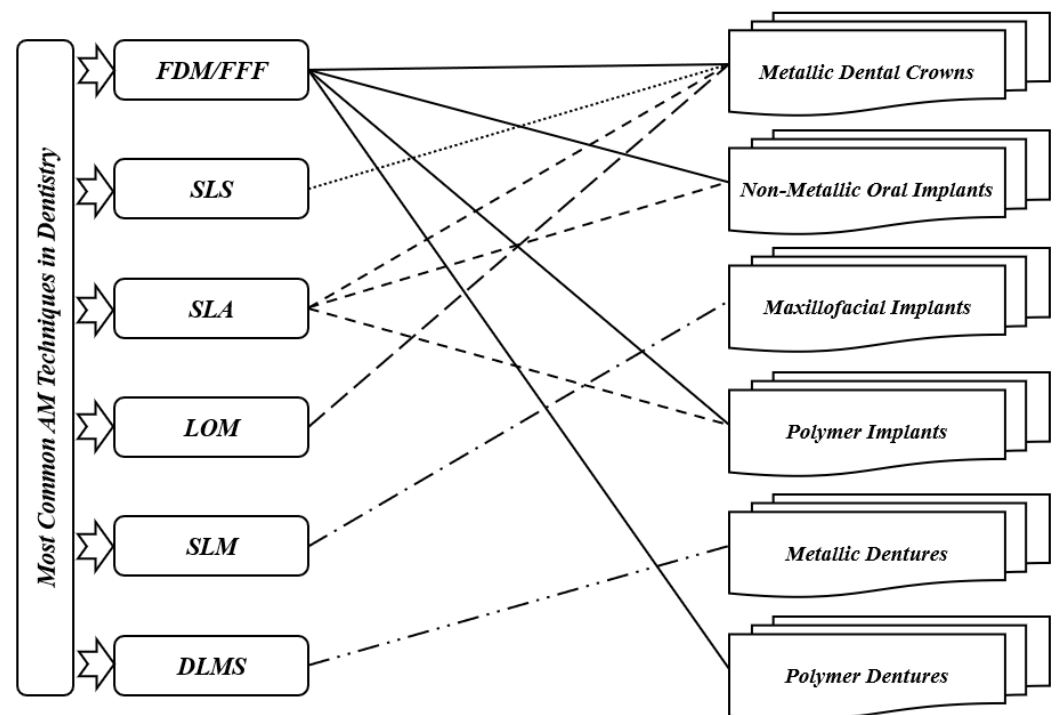 Most Common AM Techniques in Dentistry
FDM/FFF
SLS
SLA
LOM
SLM
DLMS
Metallic Dental Crowns
Non-Metallic Oral Implants
Maxillofacial Implants
Polymer Implants
Metallic Dentures
Polymer Dentures